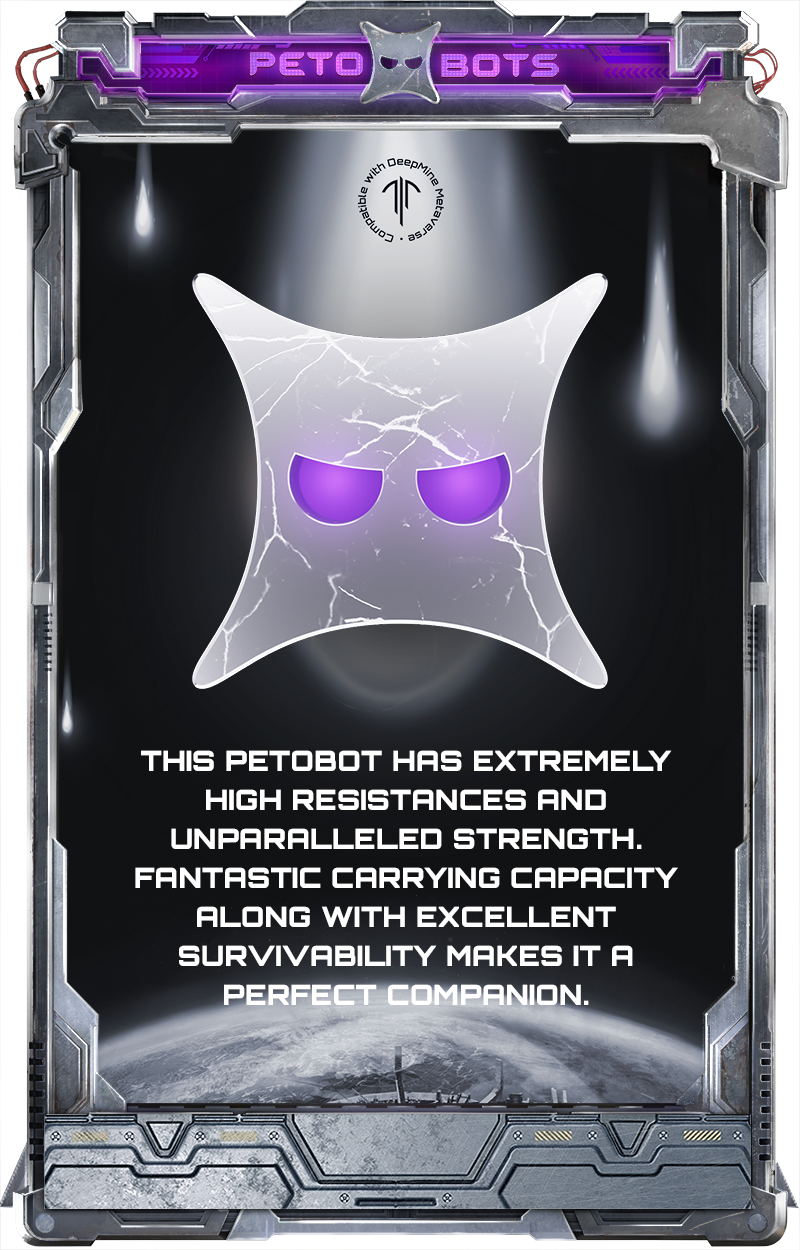 PETO BOTS
Compatible with DeepMine Metaverse •
THIS PETOBOT HAS EXTREMELY
HIGH RESISTANCES AND
UNPARALLELED STRENGTH.
FANTASTIC CARRYING CAPACITY
ALONG WITH EXCELLENT
SURVIVABILITY MAKES IT A
PERFECT COMPANION.